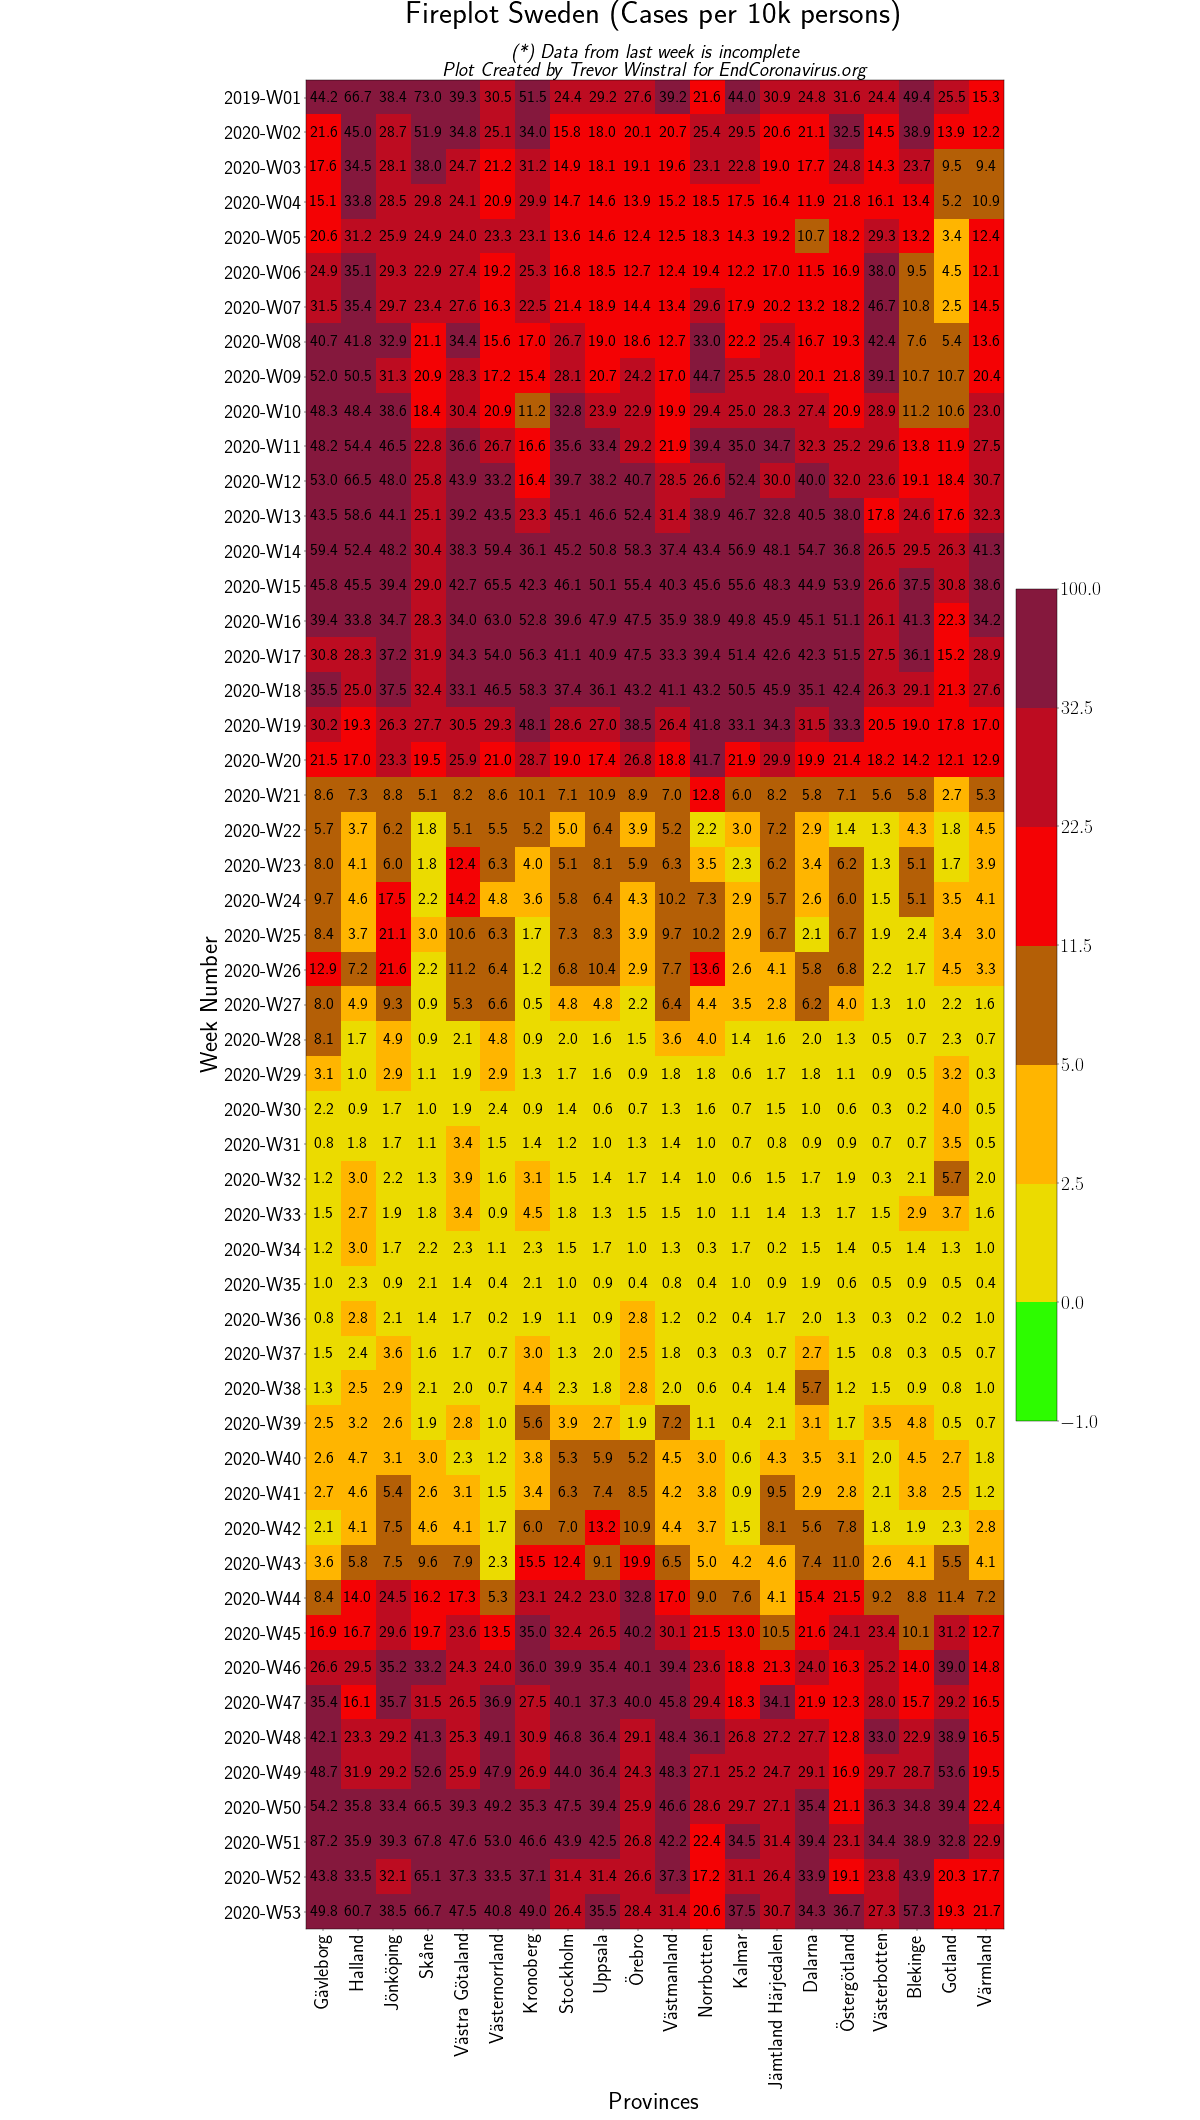 Fireplot Sweden (Cases per 10k persons)
(*) Data from last week is incomplete
Plot Created by Trevor Winstral for EndCoronavirus.org
2019-W01 44.2 66.7 38.4 73.0 39.3 30.5 51.5 24.4 29.2 27.6 39.2 21.6 44.0 30.9 24.8 31.6 24.4 49.4 25.5 15.3
2020-W02 21.6 45.0 28.7 51.9 34.8 25.1 34.0 15.8 18.0 20.1 20.7 25.4 29.5 20.6 21.1 32.5 14.5 38.9 13.9 12.2
2020-W03 17.6 34.5 28.1 38.0 24.7 21.2 31.2 14.9 18.1 19.1 19.6 23.1 22.8 19.0 17.7 24.8 14.3 23.7 9.5 9.4
2020-W04 15.1 33.8 28.5 29.8 24.1 20.9 29.9 14.7 14.6 13.9 15.2 18.5 17.5 16.4 11.9 21.8 16.1 13.4 5.2 10.9
2020-W05 20.6 31.2 25.9 24.9 24.0 23.3 23.1 13.6 14.6 12.4 12.5 18.3 14.3 19.2 10.7 18.2 29.3 13.2 3.4 12.4
2020-W06 24.9 35.1 29.3 22.9 27.4 19.2 25.3 16.8 18.5 12.7 12.4 19.4 12.2 17.0 11.5 16.9 38.0 9.5 4.5 12.1
2020-W07 31.5 35.4 29.7 23.4 27.6 16.3 22.5 21.4 18.9 14.4 13.4 29.6 17.9 20.2 13.2 18.2 46.7 10.8 2.5 14.5
2020-W08 40.7 41.8 32.9 21.1 34.4 15.6 17.0 26.7 19.0 18.6 12.7 33.0 22.2 25.4 16.7 19.3 42.4 7.6 5.4 13.6
2020-W09 52.0 50.5 31.3 20.9 28.3 17.2 15.4 28.1 20.7 24.2 17.0 44.7 25.5 28.0 20.1 21.8 39.1 10.7 10.7 20.4
2020-W10 48.3 48.4 38.6 18.4 30.4 20.9 11.2 32.8 23.9 22.9 19.9 29.4 25.0 28.3 27.4 20.9 28.9 11.2 10.6 23.0
2020-W11 48.2 54.4 46.5 22.8 36.6 26.7 16.6 35.6 33.4 29.2 21.9 39.4 35.0 34.7 32.3 25.2 29.6 13.8 11.9 27.5
2020-W12 53.0 66.5 48.0 25.8 43.9 33.2 16.4 39.7 38.2 40.7 28.5 26.6 52.4 30.0 40.0 32.0 23.6 19.1 18.4 30.7
2020-W13 43.5 58.6 44.1 25.1 39.2 43.5 23.3 45.1 46.6 52.4 31.4 38.9 46.7 32.8 40.5 38.0 17.8 24.6 17.6 32.3
2020-W14 59.4 52.4 48.2 30.4 38.3 59.4 36.1 45.2 50.8 58.3 37.4 43.4 56.9 48.1 54.7 36.8 26.5 29.5 26.3 41.3
2020-W15 45.8 45.5 39.4 29.0 42.7 65.5 42.3 46.1 50.1 55.4 40.3 45.6 55.6 48.3 44.9 53.9 26.6 37.5 30.8 38.6
2020-W16 39.4 33.8 34.7 28.3 34.0 63.0 52.8 39.6 47.9 47.5 35.9 38.9 49.8 45.9 45.1 51.1 26.1 41.3 22.3 34.2
2020-W17 30.8 28.3 37.2 31.9 34.3 54.0 56.3 41.1 40.9 47.5 33.3 39.4 51.4 42.6 42.3 51.5 27.5 36.1 15.2 28.9
2020-W18 35.5 25.0 37.5 32.4 33.1 46.5 58.3 37.4 36.1 43.2 41.1 43.2 50.5 45.9 35.1 42.4 26.3 29.1 21.3 27.6
2020-W19 30.2 19.3 26.3 27.7 30.5 29.3 48.1 28.6 27.0 38.5 26.4 41.8 33.1 34.3 31.5 33.3 20.5 19.0 17.8 17.0
2020-W20 21.5 17.0 23.3 19.5 25.9 21.0 28.7 19.0 17.4 26.8 18.8 41.7 21.9 29.9 19.9 21.4 18.2 14.2 12.1 12.9
2020-W21 8.6 7.3 8.8 5.1 8.2 8.6 10.1 7.1 10.9 8.9 7.0 12.8 6.0 8.2 5.8 7.1 5.6 5.8 2.7 5.3
2020-W22 5.7 3.7 6.2 1.8 5.1 5.5 5.2 5.0 6.4 3.9 5.2 2.2 3.0 7.2 2.9 1.4 1.3 4.3 1.8 4.5
2020-W23 8.0 4.1 6.0 1.8 12.4 6.3 4.0 5.1 8.1 5.9 6.3 3.5 2.3 6.2 3.4 6.2 1.3 5.1 1.7 3.9
2020-W24 9.7 4.6 17.5 2.2 14.2 4.8 3.6 5.8 6.4 4.3 10.2 7.3 2.9 5.7 2.6 6.0 1.5 5.1 3.5 4.1
2020-W25 8.4 3.7 21.1 3.0 10.6 6.3 1.7 7.3 8.3 3.9 9.7 10.2 2.9 6.7 2.1 6.7 1.9 2.4 3.4 3.0
2020-W26 12.9 7.2 21.6 2.2 11.2 6.4 1.2 6.8 10.4 2.9 7.7 13.6 2.6 4.1 5.8 6.8 2.2 1.7 4.5 3.3
2020-W27 8.0 4.9 9.3 0.9 5.3 6.6 0.5 4.8 4.8 2.2 6.4 4.4 3.5 2.8 6.2 4.0 1.3 1.0 2.2 1.6
2020-W28 8.1 1.7 4.9 0.9 2.1 4.8 0.9 2.0 1.6 1.5 3.6 4.0 1.4 1.6 2.0 1.3 0.5 0.7 2.3 0.7
2020-W29 3.1 1.0 2.9 1.1 1.9 2.9 1.3 1.7 1.6 0.9 1.8 1.8 0.6 1.7 1.8 1.1 0.9 0.5 3.2 0.3
2020-W30 2.2 0.9 1.7 1.0 1.9 2.4 0.9 1.4 0.6 0.7 1.3 1.6 0.7 1.5 1.0 0.6 0.3 0.2 4.0 0.5
2020-W31 0.8 1.8 1.7 1.1 3.4 1.5 1.4 1.2 1.0 1.3 1.4 1.0 0.7 0.8 0.9 0.9 0.7 0.7 3.5 0.5
2020-W32 1.2 3.0 2.2 1.3 3.9 1.6 3.1 1.5 1.4 1.7 1.4 1.0 0.6 1.5 1.7 1.9 0.3 2.1 5.7 2.0
2020-W33 1.5 2.7 1.9 1.8 3.4 0.9 4.5 1.8 1.3 1.5 1.5 1.0 1.1 1.4 1.3 1.7 1.5 2.9 3.7 1.6
2020-W34 1.2 3.0 1.7 2.2 2.3 1.1 2.3 1.5 1.7 1.0 1.3 0.3 1.7 0.2 1.5 1.4 0.5 1.4 1.3 1.0
2020-W35 1.0 2.3 0.9 2.1 1.4 0.4 2.1 1.0 0.9 0.4 0.8 0.4 1.0 0.9 1.9 0.6 0.5 0.9 0.5 0.4
2020-W36 0.8 2.8 2.1 1.4 1.7 0.2 1.9 1.1 0.9 2.8 1.2 0.2 0.4 1.7 2.0 1.3 0.3 0.2 0.2 1.0
2020-W37 1.5 2.4 3.6 1.6 1.7 0.7 3.0 1.3 2.0 2.5 1.8 0.3 0.3 0.7 2.7 1.5 0.8 0.3 0.5 0.7
2020-W38 1.3 2.5 2.9 2.1 2.0 0.7 4.4 2.3 1.8 2.8 2.0 0.6 0.4 1.4 5.7 1.2 1.5 0.9 0.8 1.0
2020-W39 2.5 3.2 2.6 1.9 2.8 1.0 5.6 3.9 2.7 1.9 7.2 1.1 0.4 2.1 3.1 1.7 3.5 4.8 0.5 0.7
2020-W40 2.6 4.7 3.1 3.0 2.3 1.2 3.8 5.3 5.9 5.2 4.5 3.0 0.6 4.3 3.5 3.1 2.0 4.5 2.7 1.8
2020-W41 2.7 4.6 5.4 2.6 3.1 1.5 3.4 6.3 7.4 8.5 4.2 3.8 0.9 9.5 2.9 2.8 2.1 3.8 2.5 1.2
2020-W42 2.1 4.1 7.5 4.6 4.1 1.7 6.0 7.0 13.2 10.9 4.4 3.7 1.5 8.1 5.6 7.8 1.8 1.9 2.3 2.8
2020-W43 3.6 5.8 7.5 9.6 7.9 2.3 15.5 12.4 9.1 19.9 6.5 5.0 4.2 4.6 7.4 11.0 2.6 4.1 5.5 4.1
2020-W44 8.4 14.0 24.5 16.2 17.3 5.3 23.1 24.2 23.0 32.8 17.0 9.0 7.6 4.1 15.4 21.5 9.2 8.8 11.4 7.2
2020-W45 16.9 16.7 29.6 19.7 23.6 13.5 35.0 32.4 26.5 40.2 30.1 21.5 13.0 10.5 21.6 24.1 23.4 10.1 31.2 12.7
2020-W46 26.6 29.5 35.2 33.2 24.3 24.0 36.0 39.9 35.4 40.1 39.4 23.6 18.8 21.3 24.0 16.3 25.2 14.0 39.0 14.8
2020-W47 35.4 16.1 35.7 31.5 26.5 36.9 27.5 40.1 37.3 40.0 45.8 29.4 18.3 34.1 21.9 12.3 28.0 15.7 29.2 16.5
2020-W48 42.1 23.3 29.2 41.3 25.3 49.1 30.9 46.8 36.4 29.1 48.4 36.1 26.8 27.2 27.7 12.8 33.0 22.9 38.9 16.5
2020-W49 48.7 31.9 29.2 52.6 25.9 47.9 26.9 44.0 36.4 24.3 48.3 27.1 25.2 24.7 29.1 16.9 29.7 28.7 53.6 19.5
2020-W50 54.2 35.8 33.4 66.5 39.3 49.2 35.3 47.5 39.4 25.9 46.6 28.6 29.7 27.1 35.4 21.1 36.3 34.8 39.4 22.4
2020-W51 87.2 35.9 39.3 67.8 47.6 53.0 46.6 43.9 42.5 26.8 42.2 22.4 34.5 31.4 39.4 23.1 34.4 38.9 32.8 22.9
2020-W52 43.8 33.5 32.1 65.1 37.3 33.5 37.1 31.4 31.4 26.6 37.3 17.2 31.1 26.4 33.9 19.1 23.8 43.9 20.3 17.7
2020-W53 49.8 60.7 38.5 66.7 47.5 40.8 49.0 26.4 35.5 28.4 31.4 20.6 37.5 30.7 34.3 36.7 27.3 57.3 19.3 21.7
Week Number
Gävleborg
Halland
Jönköping
Skåne
Västra Götaland
Västernorrland
Kronoberg
Stockholm
Uppsala
Örebro
Västmanland
Norrbotten
Kalmar
Jämtland Härjedalen
Dalarna
Östergötland
Västerbotten
Blekinge
Gotland
Värmland
Provinces
100.0
32.5
22.5
11.5
5.0
2.5
0.0
−1.0